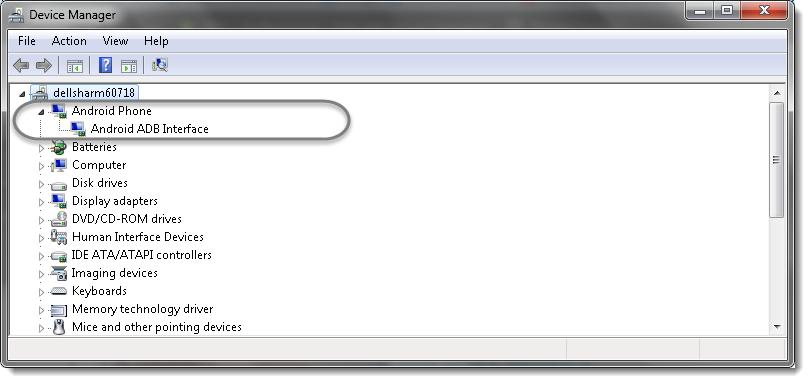 Device Manager
File Action View Help
dellsharm60718
Android Phone
Android ADB Interface
Batteries
Computer
Disk drives
Display adapters
DVD/CD-ROM drives
Human Interface Devices
IDE ATA/ATAPI controllers
Imaging devices
Keyboards
Memory technology driver
Mice and other pointing devices